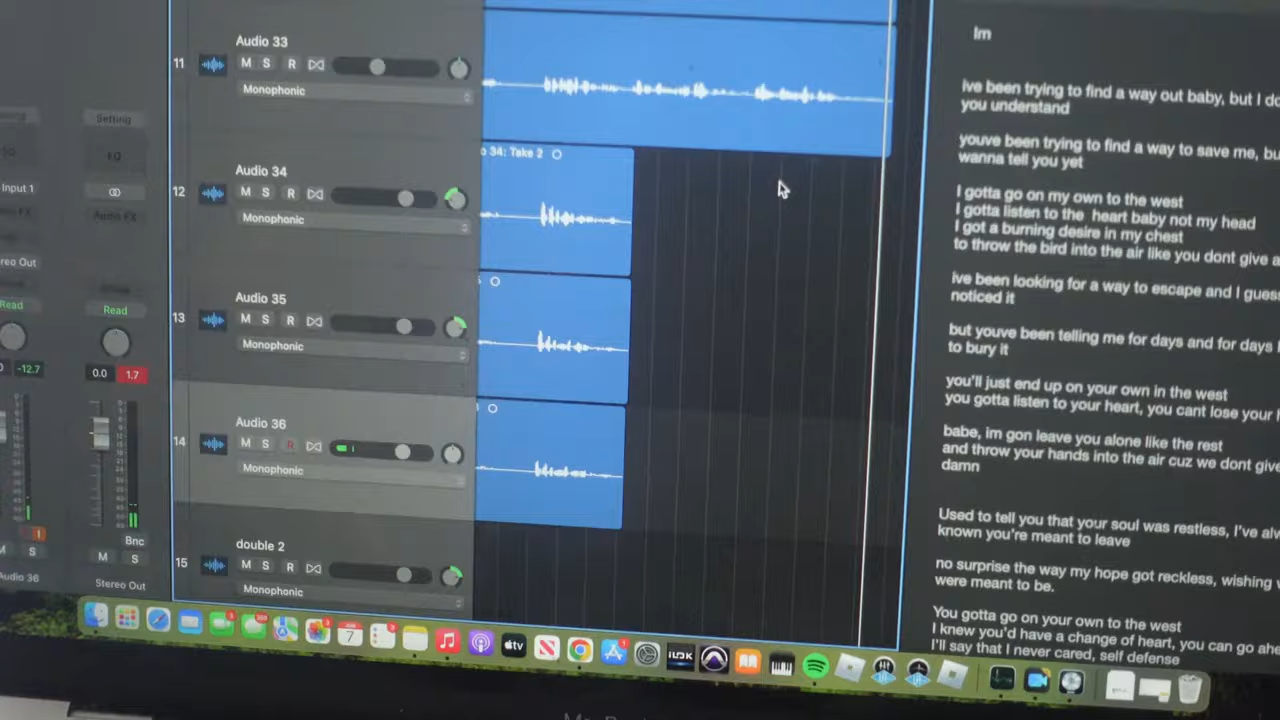 Audio 33
11
M S R
Monophonic
34: Take 2
Audio 34
12
M S R
Monophonic
Audio 35
13
M S R
Monophonic
Audio 36
14
M S R
Monophonic
double 2
15
M S R
Monophonic
Setting
EQ
Input 1
Audio FX
Stereo Out
Read
Read
-12.7
0.0
1.7
M
S
Bnc
M S
Audio 36
Stereo Out
Im
ive been trying to find a way out baby, but I do
you understand
youve been trying to find a way to save me, bu
wanna tell you yet
I gotta go on my own to the west
I gotta listen to the heart baby not my head
I got a burning desire in my chest
to throw the bird into the air like you dont give a
ive been looking for a way to escape and I gues
noticed it
but youve been telling me for days and for days I
to bury it
you'll just end up on your own in the west
you gotta listen to your heart, you cant lose your
babe, im gon leave you alone like the rest
and throw your hands into the air cuz we dont give
damn
Used to tell you that your soul was restless, I've al
known you're meant to leave
no surprise the way my hope got reckless, wishing
were meant to be.
You gotta go on your own to the west
I knew you'd have a change of heart, you can go ahe
I'll say that I never cared, self defense
7
tv
iLOK